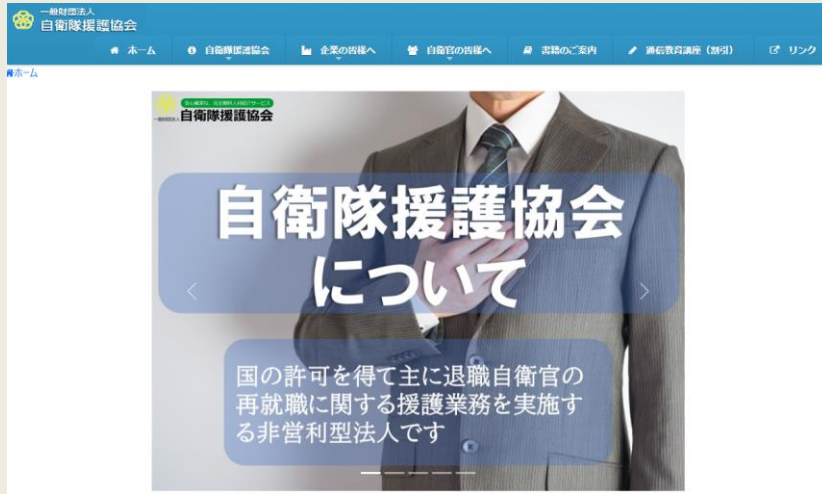 一般財団法人
自衛隊援護協会
ホーム
自衛隊援護協会
企業の皆様へ
自衛官の皆様へ
書籍のご案内
通信教育講座（割引）
リンク
ホーム
自衛隊援護協会
自衛隊援護協会
について
国の許可を得て主に退職自衛官の
再就職に関する援護業務を実施す
る非営利型法人です